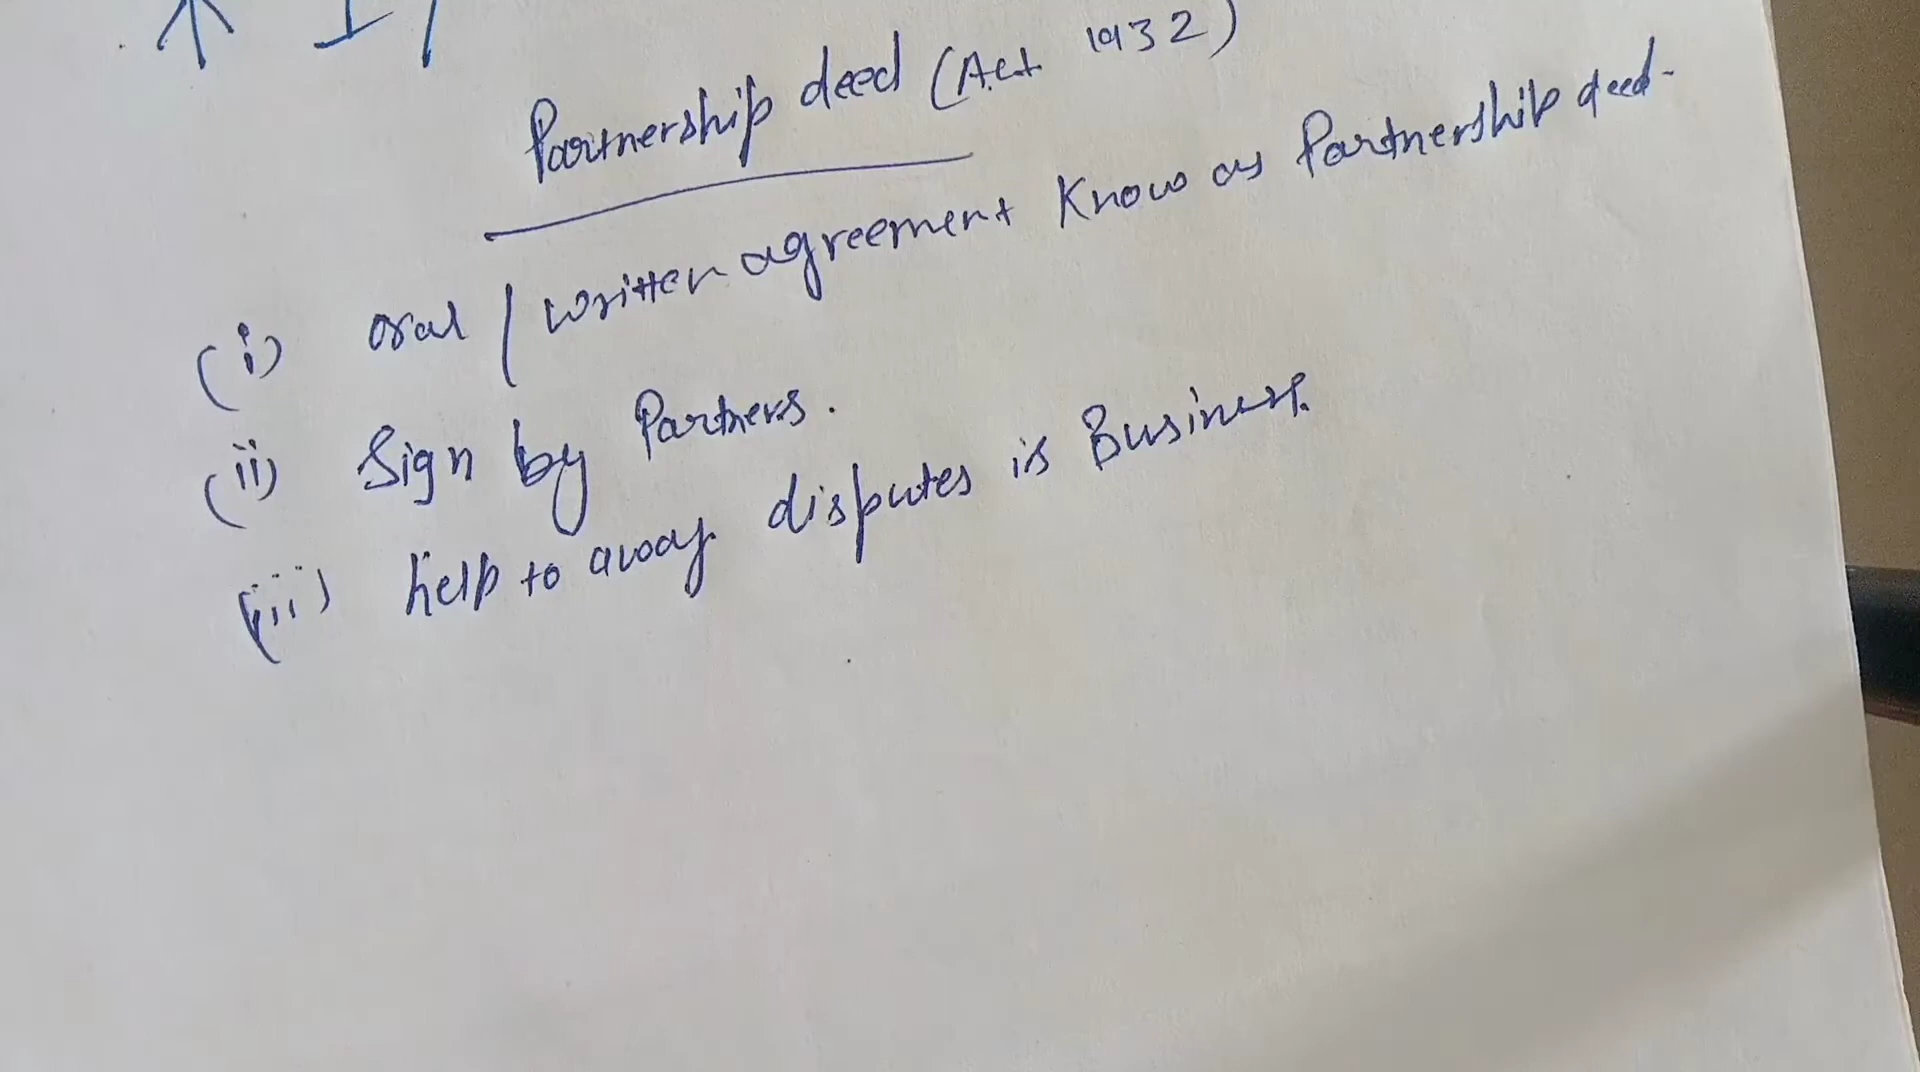 Partnership deed (Act 1932)
(i) oral / written agreement Know as Partnership deed.
(ii) Sign by Partners.
(iii) help to away disputes is Business.